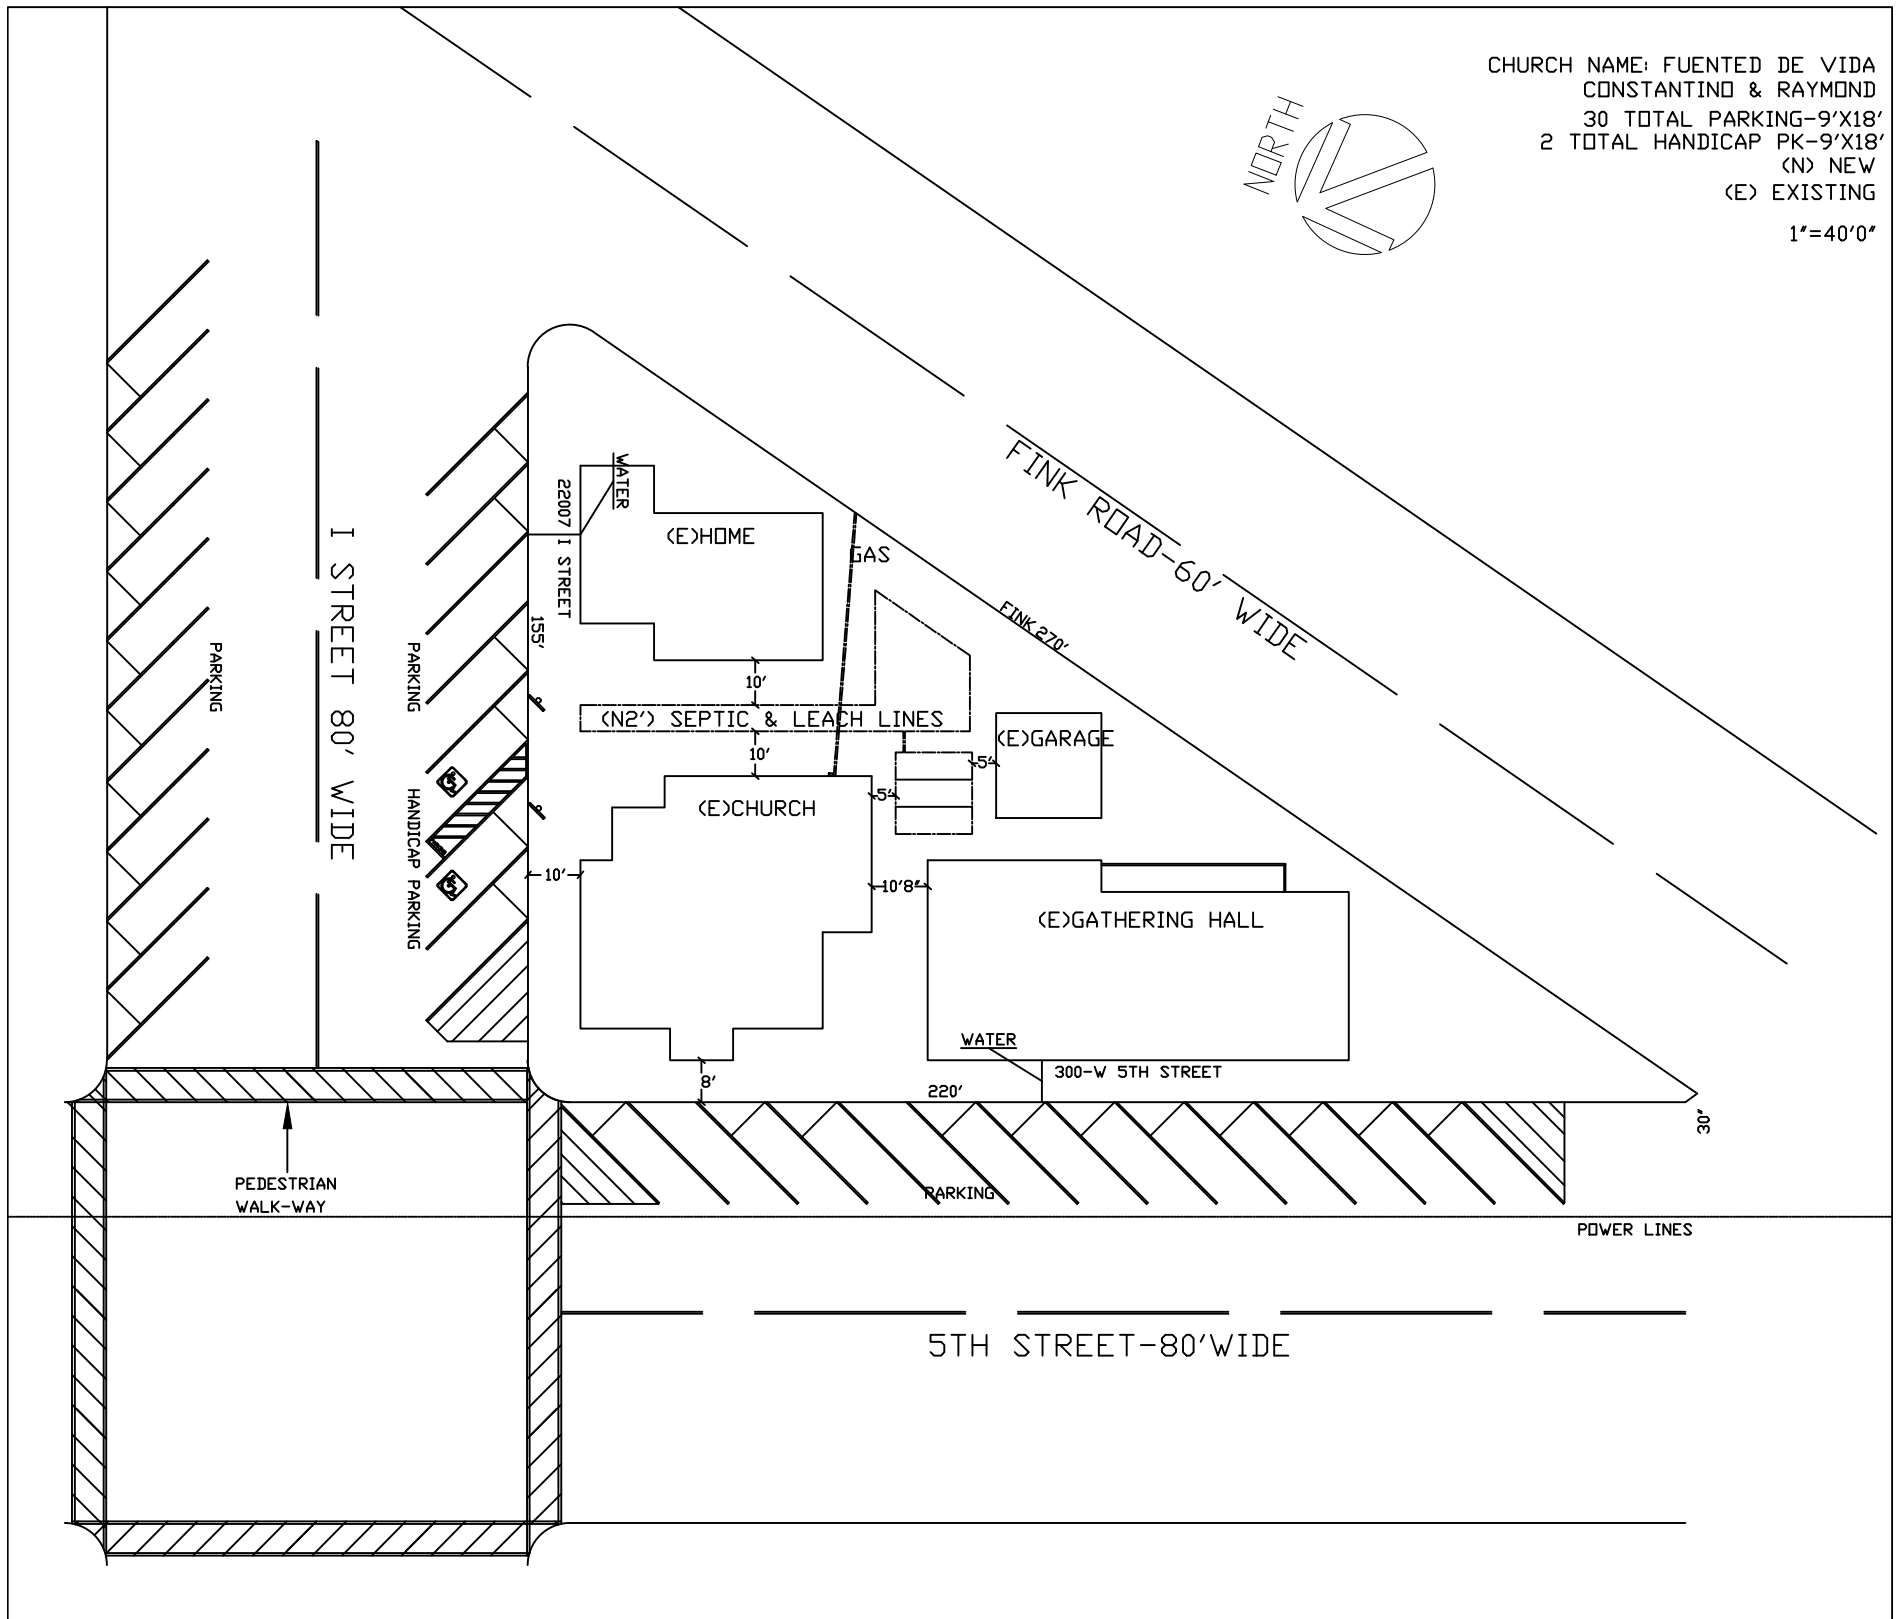 CHURCH NAME: FUENTED DE VIDA
CONSTANTINO & RAYMOND
30 TOTAL PARKING-9'X18'
2 TOTAL HANDICAP PK-9'X18'
(N) NEW
(E) EXISTING
1"=40'0"
NORTH
FINK ROAD-60' WIDE
FINK 270'
WATER
22007 I STREET
(E)HOME
GAS
I STREET 80' WIDE
155'
PARKING
PARKING
10'
(N2') SEPTIC & LEACH LINES
10'
(E)GARAGE
5'
5'
(E)CHURCH
HANDICAP PARKING
10'
10'8"
(E)GATHERING HALL
WATER
300-W 5TH STREET
8'
220'
30"
PEDESTRIAN
WALK-WAY
PARKING
POWER LINES
5TH STREET-80'WIDE